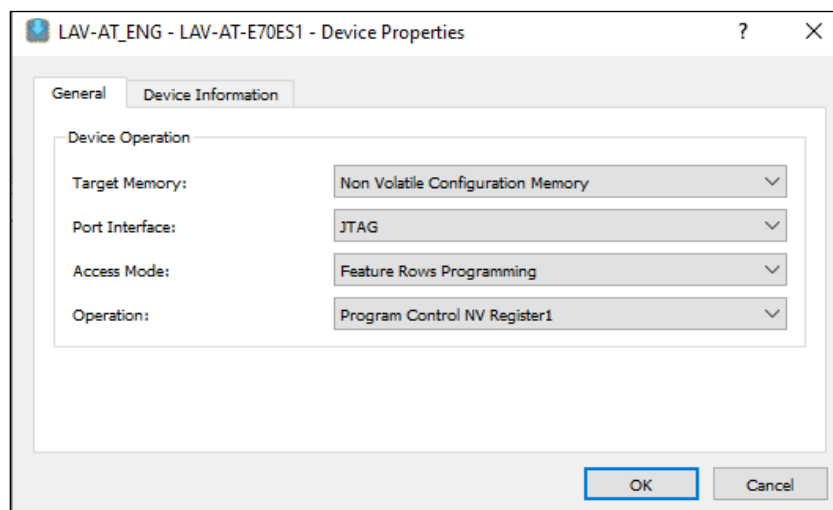 LAV-AT_ENG - LAV-AT-E70ES1 - Device Properties ?
General Device Information
Device Operation
Target Memory: Non Volatile Configuration Memory
Port Interface: JTAG
Access Mode: Feature Rows Programming
Operation: Program Control NV Register1
OK Cancel